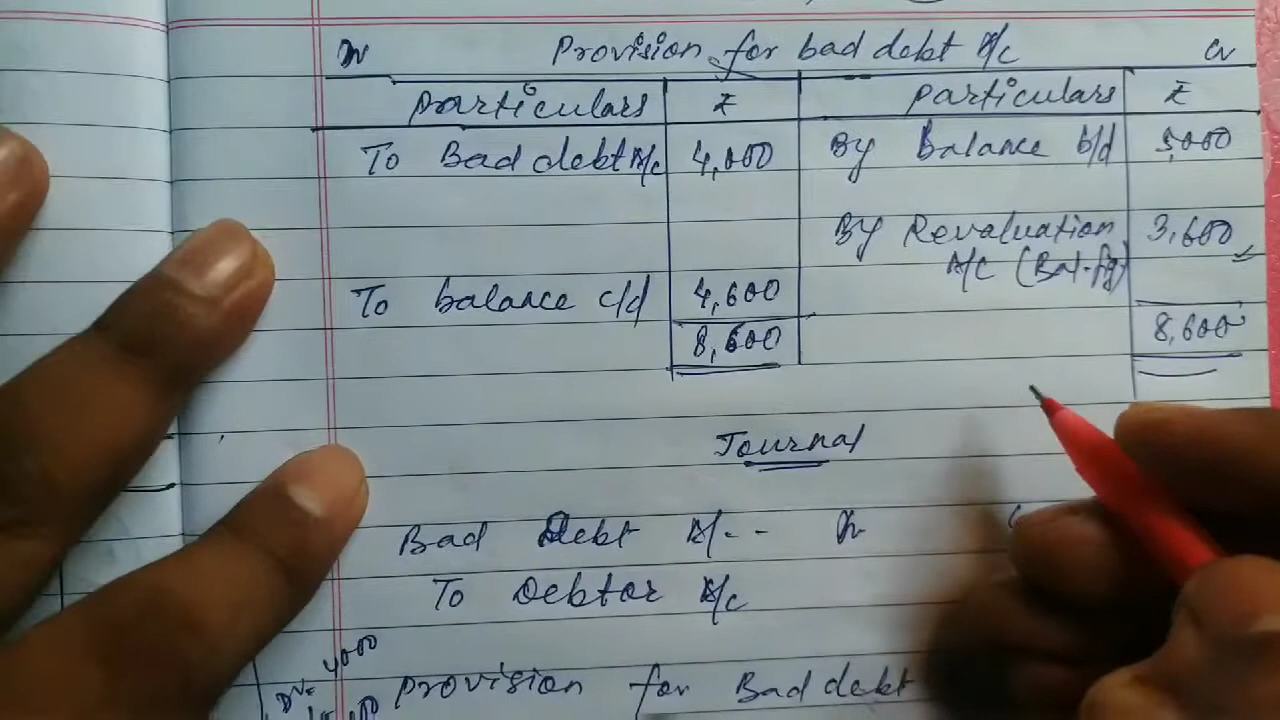 Dr Provision for bad debt A/c Cr
Particulars ₹ Particulars ₹
To Bad debt A/c 4,000 By Balance b/d 5,000
By Revaluation 3,600
A/C (Bal. fig)
To balance c/d 4,600
8,600 8,600
Journal
Bad Debt A/c -- Dr
To Debtor A/c
4000
Provision for Bad debt